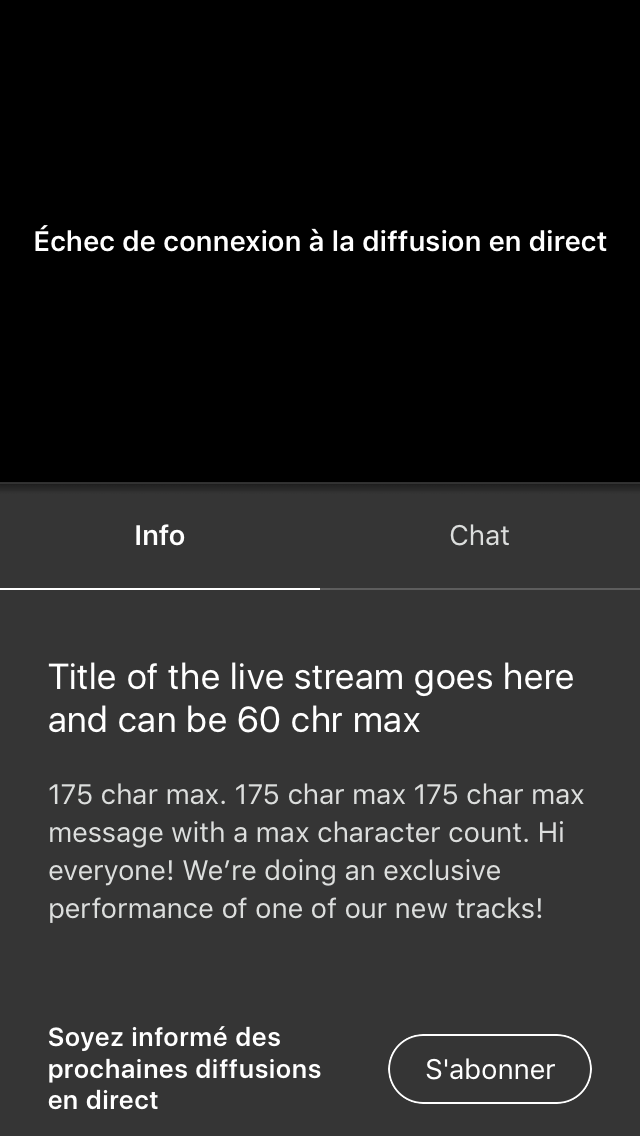 Échec de connexion à la diffusion en direct
Info
Chat
Title of the live stream goes here
and can be 60 chr max
175 char max. 175 char max 175 char max
message with a max character count. Hi
everyone! We’re doing an exclusive
performance of one of our new tracks!
Soyez informé des
prochaines diffusions
en direct
S'abonner